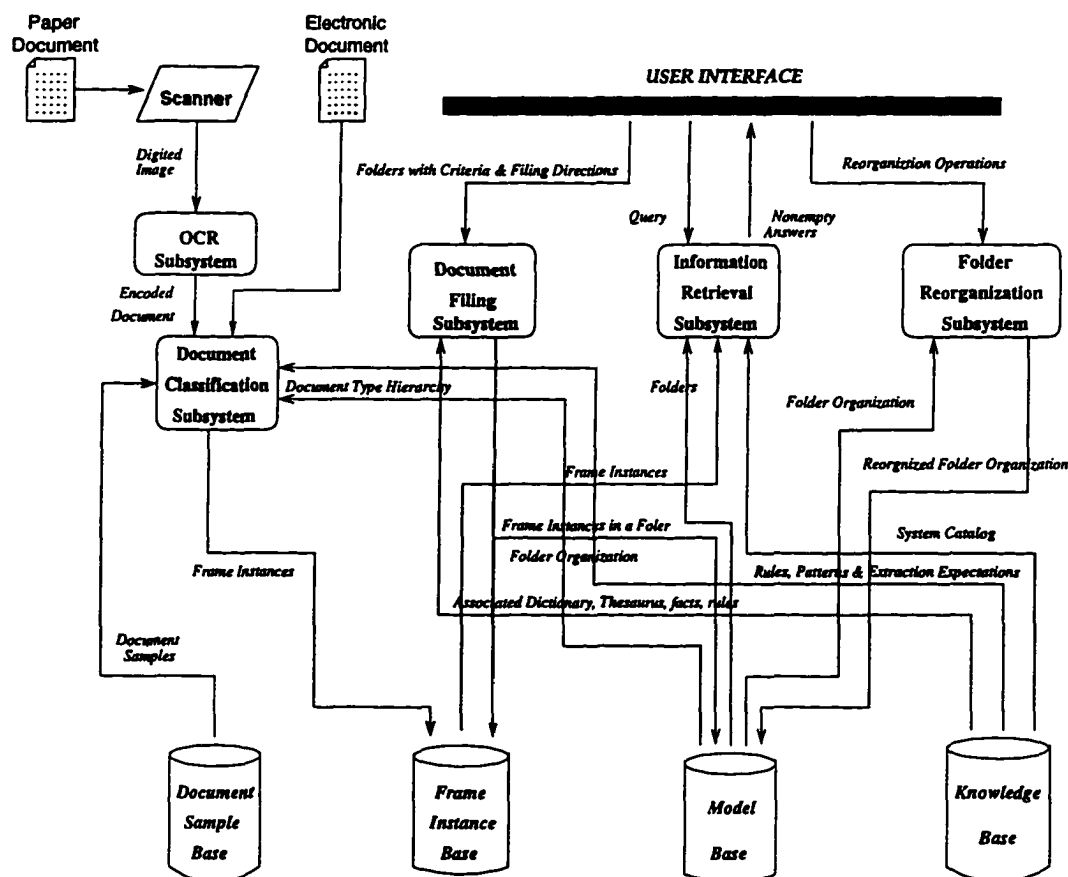 Paper
Document
Electronic
Document
Scanner
USER INTERFACE
Digited
Image
Folders with Criteria & Filing Directions
Reorganiztion Operations
Query
Nonempty
Answers
OCR
Subsystem
Document
Filing
Subsystem
Information
Retrieval
Subsystem
Folder
Reorganization
Subsystem
Encoded
Document
Document
Classification
Subsystem
Document Type Hierarchy
Folders
Folder Organization
Frame Instances
Reorgnized Folder Organization
Frame Instances in a Foler
System Catalog
Folder Organization
Frame Instances
Rules, Patterns & Extraction Expectations
Associated Dictionary, Thesaurus, facts, rules
Document
Samples
Document
Sample
Base
Frame
Instance
Base
Model
Base
Knowledge
Base